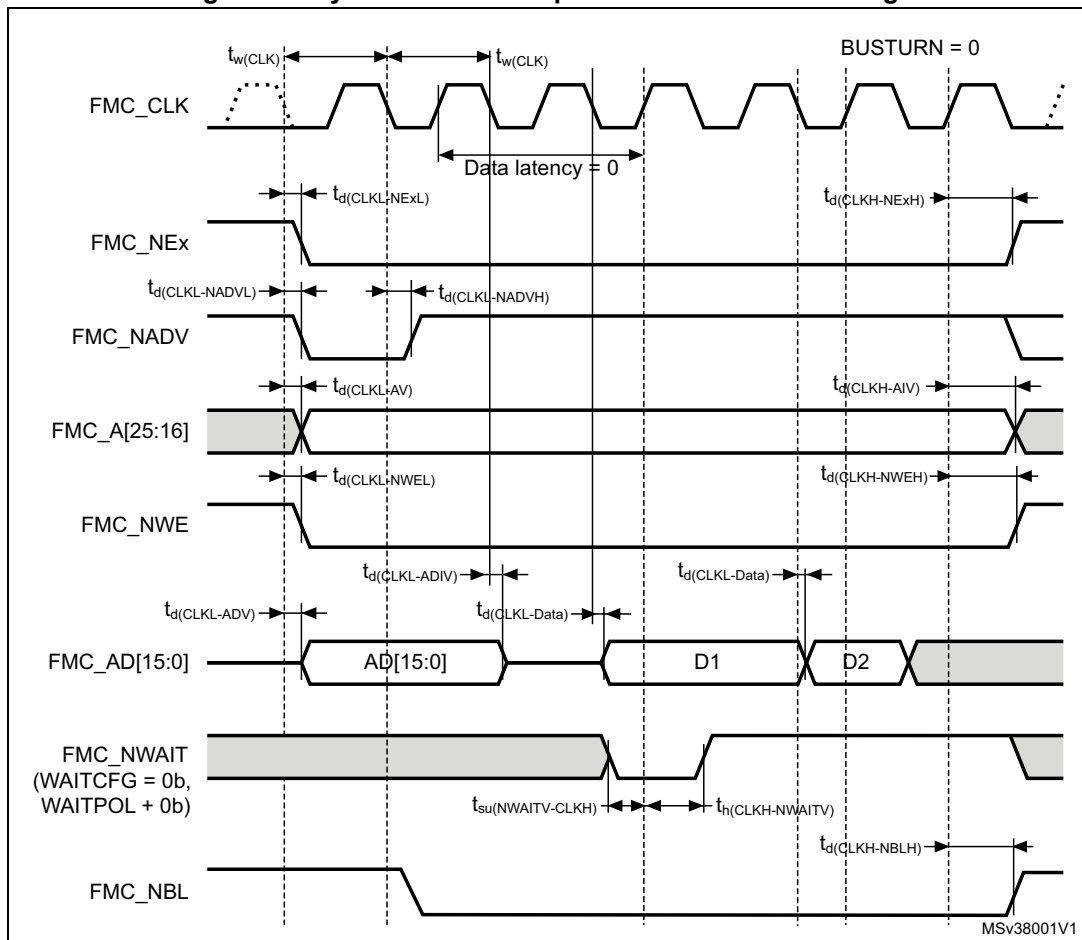 tw(CLK)
tw(CLK)
BUSTURN = 0
FMC_CLK
Data latency = 0
td(CLKL-NExL)
td(CLKH-NExH)
FMC_NEx
td(CLKL-NADVL)
td(CLKL-NADVH)
FMC_NADV
td(CLKL-AV)
td(CLKH-AIV)
FMC_A[25:16]
td(CLKL-NWEL)
td(CLKH-NWEH)
FMC_NWE
td(CLKL-ADIV)
td(CLKL-Data)
td(CLKL-ADV)
td(CLKL-Data)
FMC_AD[15:0]
AD[15:0]
D1
D2
FMC_NWAIT
(WAITCFG = 0b,
WAITPOL + 0b)
tsu(NWAITV-CLKH)
th(CLKH-NWAITV)
td(CLKH-NBLH)
FMC_NBL
MSv38001V1